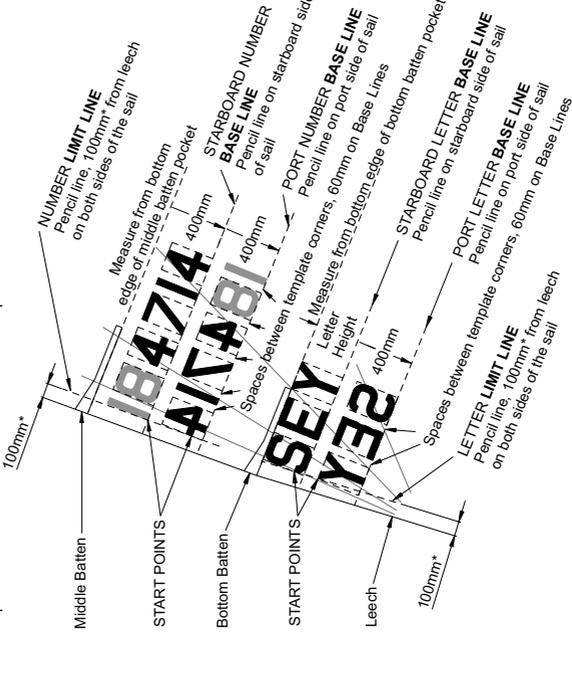 NUMBER LIMIT LINE
Pencil line, 100mm* from leech
on both sides of the sail
Measure from bottom
edge of middle batten pocket
STARBOARD NUMBER
BASE LINE
Pencil line on starboard side
of sail
PORT NUMBER BASE LINE
Pencil line on port side of sail
Spaces between template corners, 60mm on Base Lines
Measure from bottom edge of bottom batten pocket
STARBOARD LETTER BASE LINE
Pencil line on starboard side of sail
PORT LETTER BASE LINE
Pencil line on port side of sail
Spaces between template corners, 60mm on Base Lines
LETTER LIMIT LINE
Pencil line, 100mm* from leech
on both sides of the sail
100mm*
Middle Batten
START POINTS
Bottom Batten
START POINTS
Leech
100mm*
400mm
400mm
184714
184714
SEY
SEY
Letter
Height
400mm